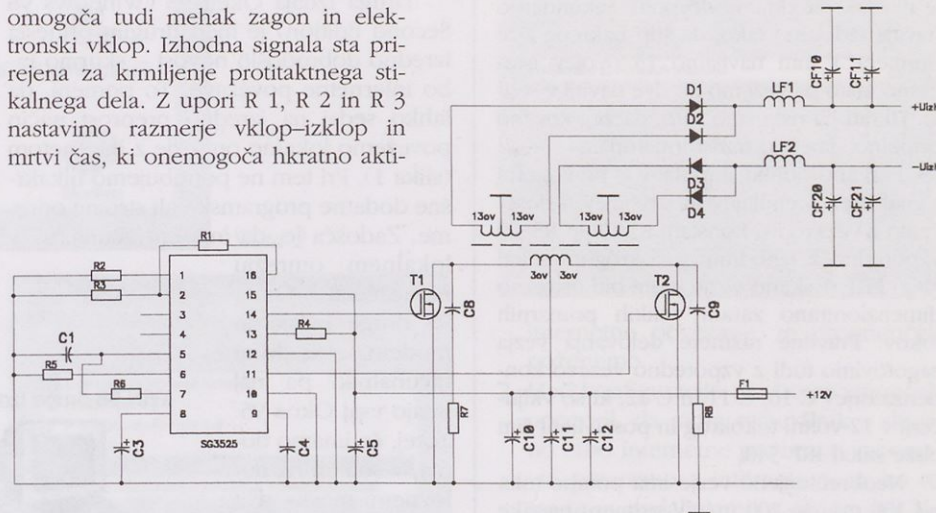 omogoča tudi mehak zagon in elek-
tronski vklop. Izhodna signala sta pri-
rejena za krmiljenje protitaktnega sti-
kalnega dela. Z upori R 1, R 2 in R 3
nastavimo razmerje vklop–izklop in
mrtvi čas, ki onemogoča hkratno akti-
CF10
CF11
D1
LF1
+Uizh
D2
LF2
D3
D4
CF20
CF21
13ov 13ov 13ov 13ov
3ov 3ov
R1
R2
R3
C1
R5
R6
1 16
2 15
3 14
4 13
5 12
6 11
7 10
8 9
SG3525
R4
T1
C8
T2
C9
R7
R8
F1
+12V
C3
C4
C5
C10
C11
C12